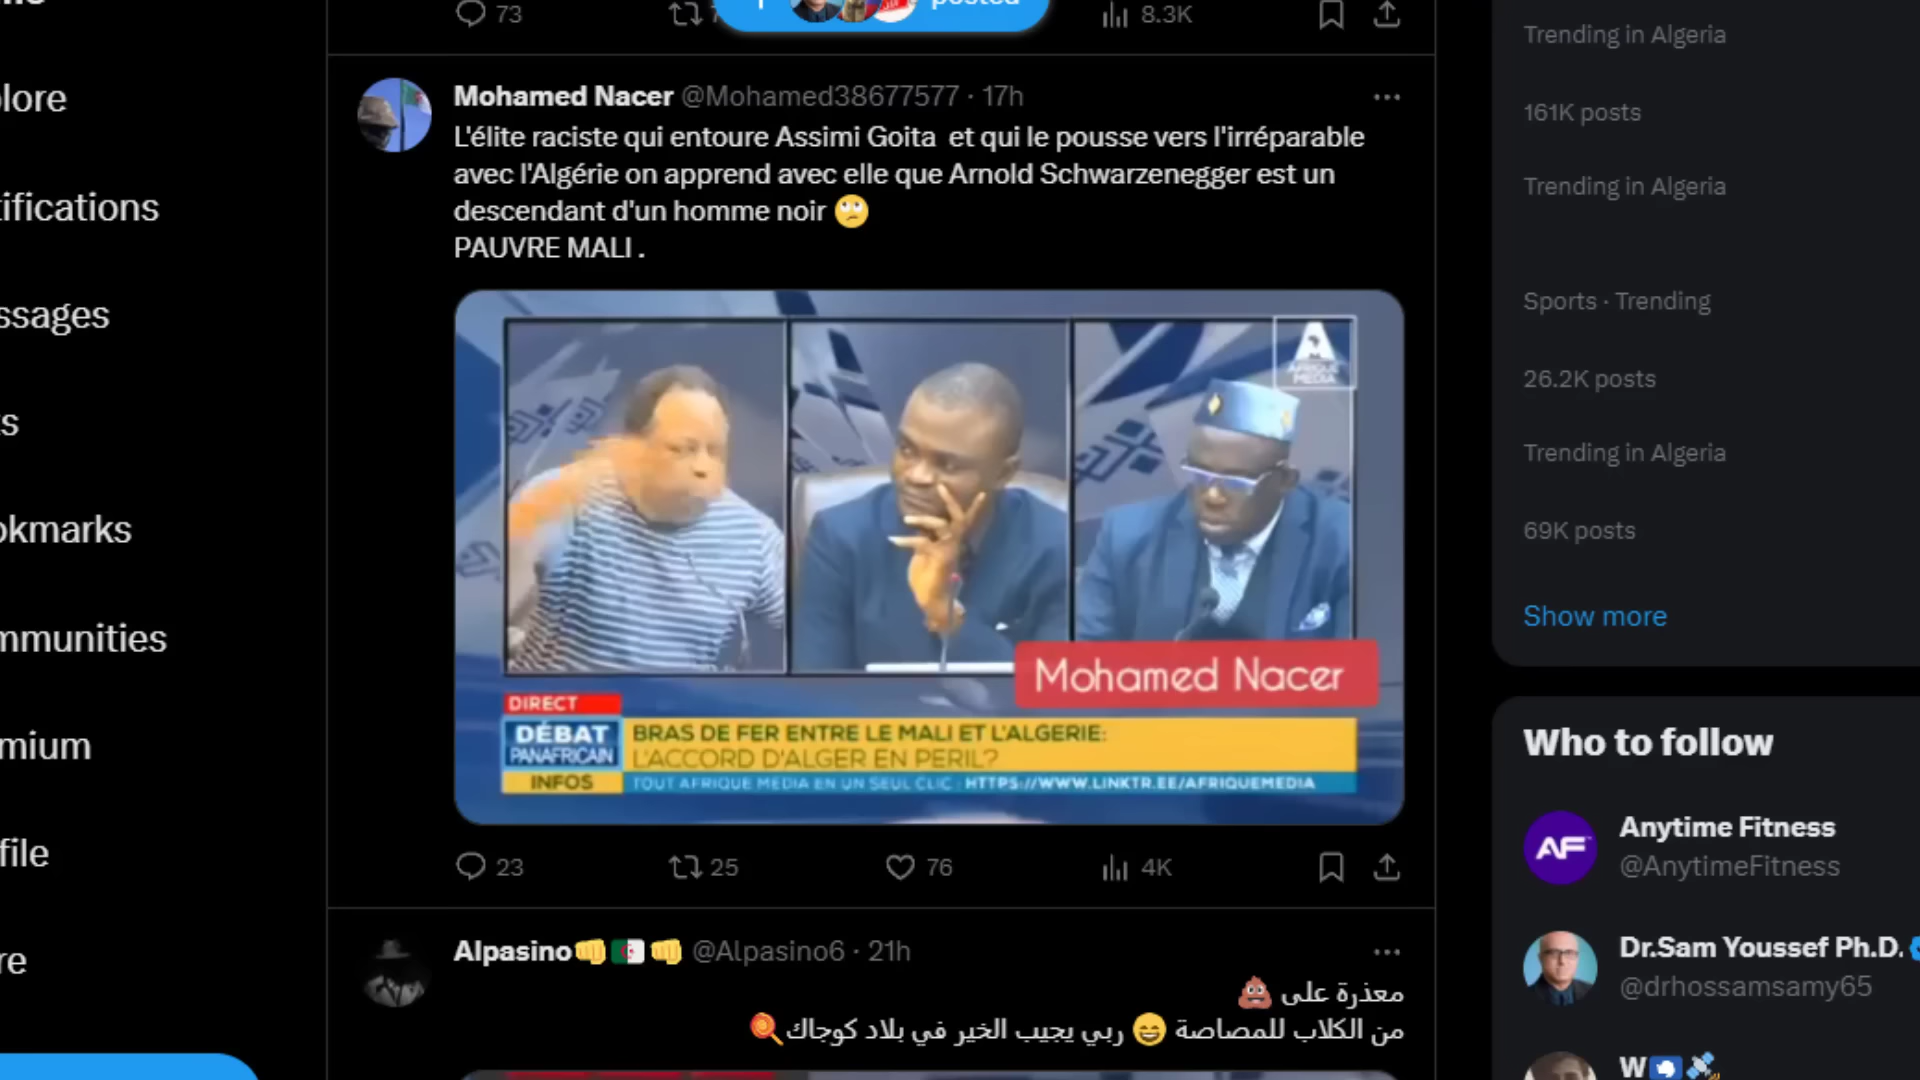 73
8.3K
posted
Trending in Algeria
161K posts
Trending in Algeria
Sports · Trending
26.2K posts
Trending in Algeria
69K posts
Show more
Who to follow
Anytime Fitness
@AnytimeFitness
AF
Dr.Sam Youssef Ph.D.
@drhossamsamy65
W
lore
ifications
ssages
ts
okmarks
mmunities
mium
file
re
Mohamed Nacer @Mohamed38677577 · 17h
L'élite raciste qui entoure Assimi Goita et qui le pousse vers l'irréparable
avec l'Algérie on apprend avec elle que Arnold Schwarzenegger est un
descendant d'un homme noir 🙄
PAUVRE MALI .
AFRIQUE
MEDIA
Mohamed Nacer
DIRECT
DÉBAT
PANAFRICAIN
BRAS DE FER ENTRE LE MALI ET L'ALGERIE:
L'ACCORD D'ALGER EN PERIL?
INFOS
TOUT AFRIQUE MEDIA EN UN SEUL CLIC : HTTPS://WWW.LINKTR.EE/AFRIQUEMEDIA
23
25
76
4K
Alpasino👊🇩🇿👊 @Alpasino6 · 21h
معذرة على 💩
من الكلاب للمصاصة 😄 ربي يجيب الخير في بلاد كوجاك🍭